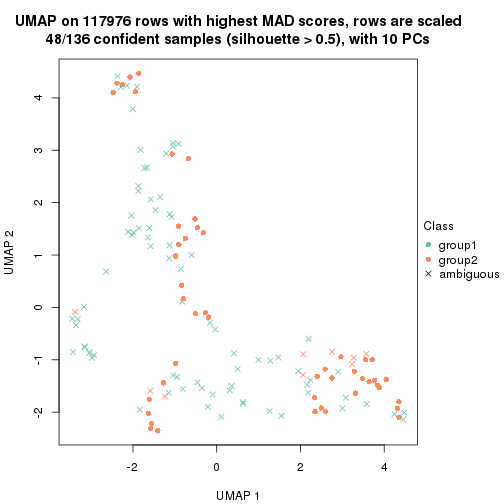 UMAP on 117976 rows with highest MAD scores, rows are scaled
48/136 confident samples (silhouette > 0.5), with 10 PCs
4
3
2
1
0
-1
-2
UMAP 2
-2
0
2
4
UMAP 1
Class
group1
group2
ambiguous